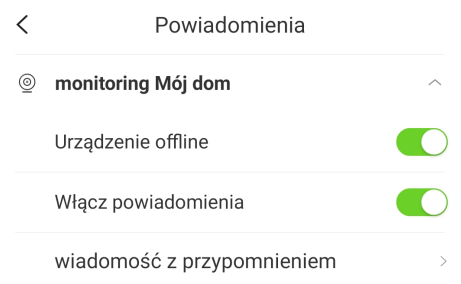 Powiadomienia
monitoring Mój dom
Urządzenie offline
Włącz powiadomienia
wiadomość z przypomnieniem